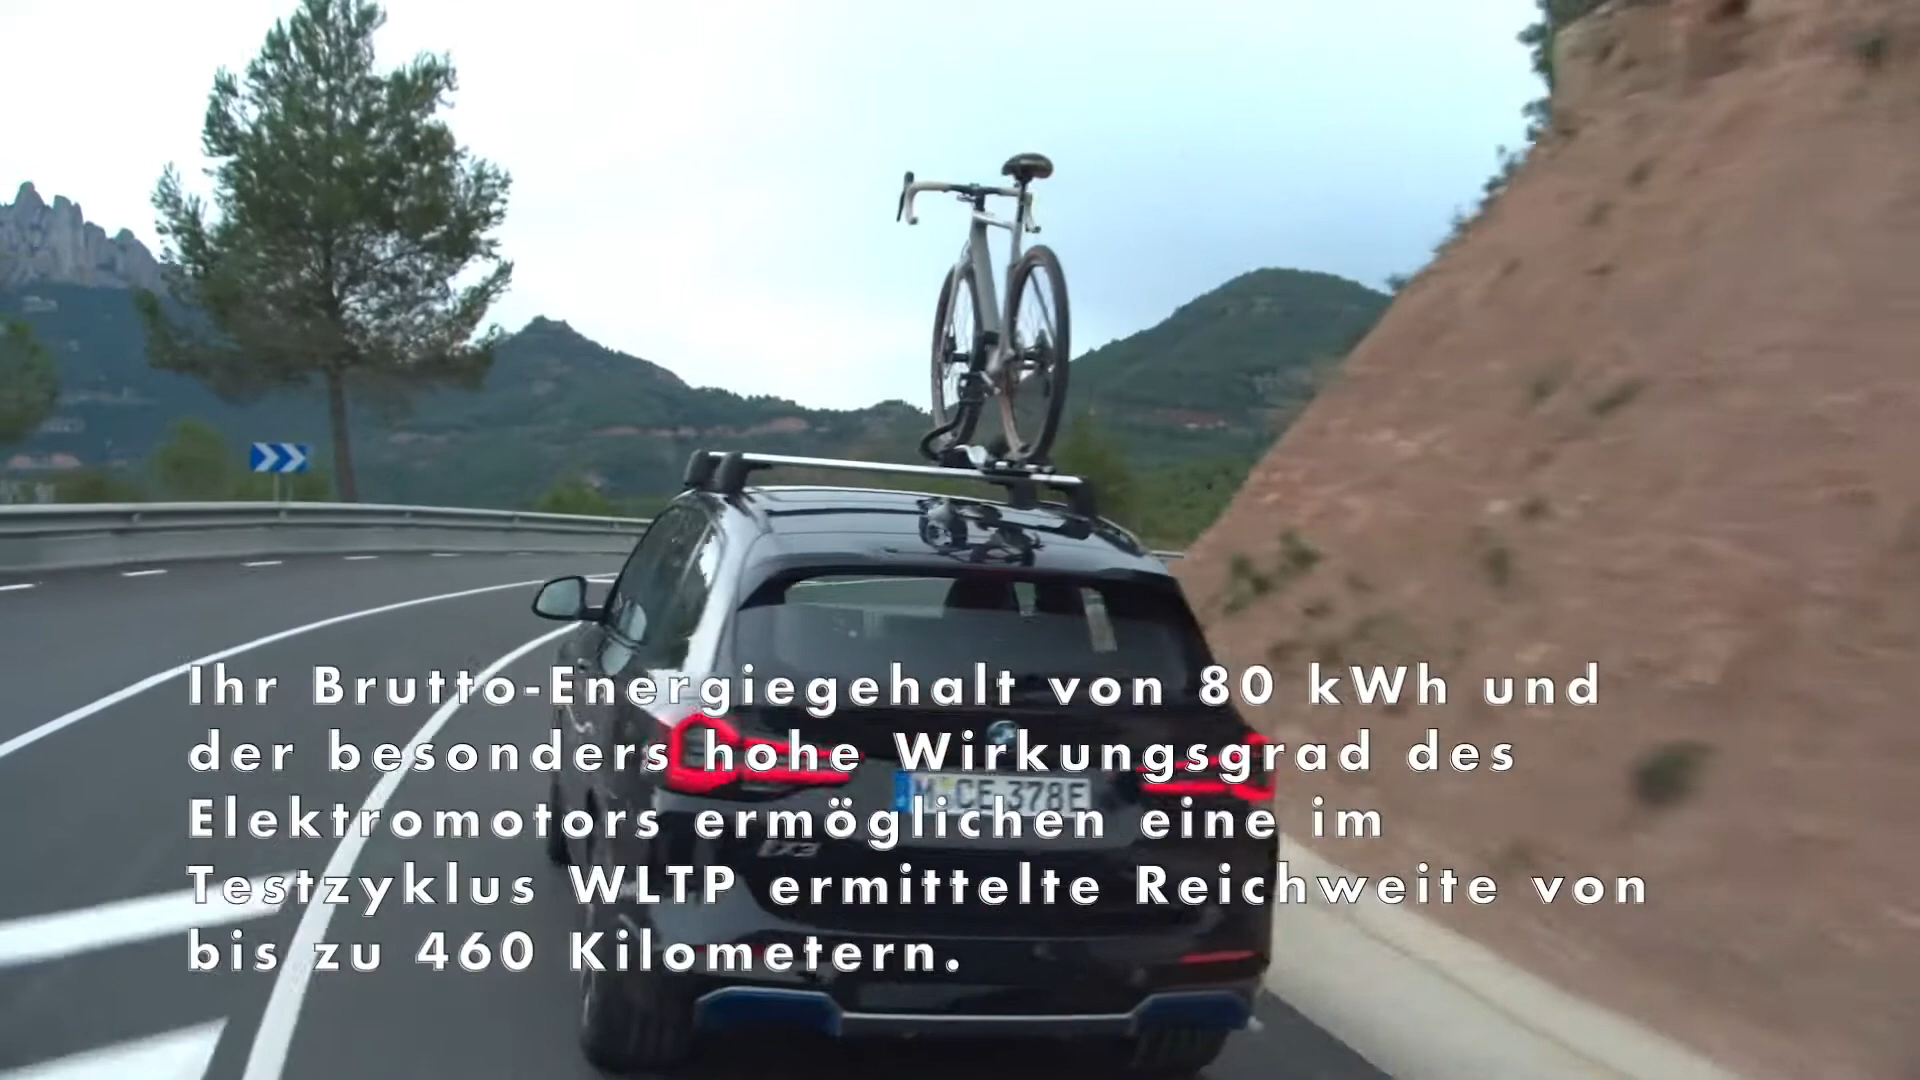 Ihr Brutto-Energiegehalt von 80 kWh und
der besonders hohe Wirkungsgrad des
M CE 378E
Elektromotors ermöglichen eine im
iX3
Testzyklus WLTP ermittelte Reichweite von
bis zu 460 Kilometern.